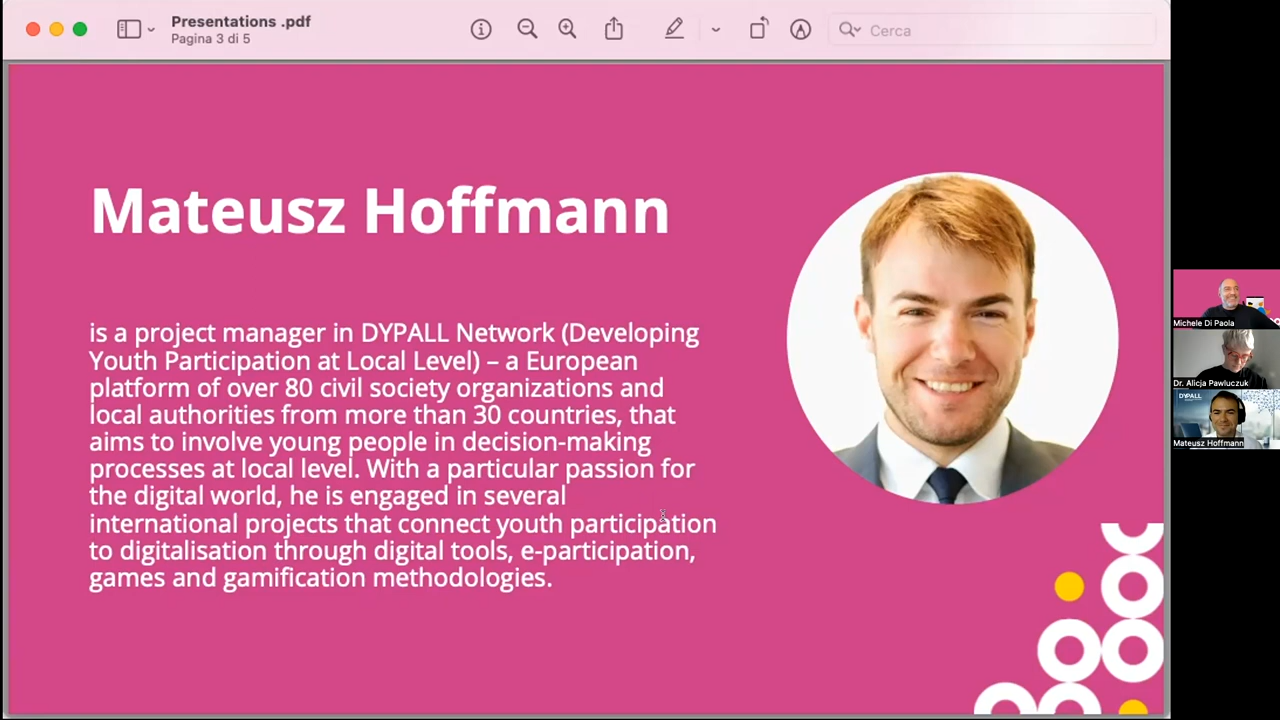 Presentations .pdf
Pagina 3 di 5
Cerca
Mateusz Hoffmann
is a project manager in DYPALL Network (Developing
Youth Participation at Local Level) – a European
platform of over 80 civil society organizations and
local authorities from more than 30 countries, that
aims to involve young people in decision-making
processes at local level. With a particular passion for
the digital world, he is engaged in several
international projects that connect youth participation
to digitalisation through digital tools, e-participation,
games and gamification methodologies.
Michele Di Paola
Dr. Alicja Pawluczuk
DYPALL
Mateusz Hoffmann